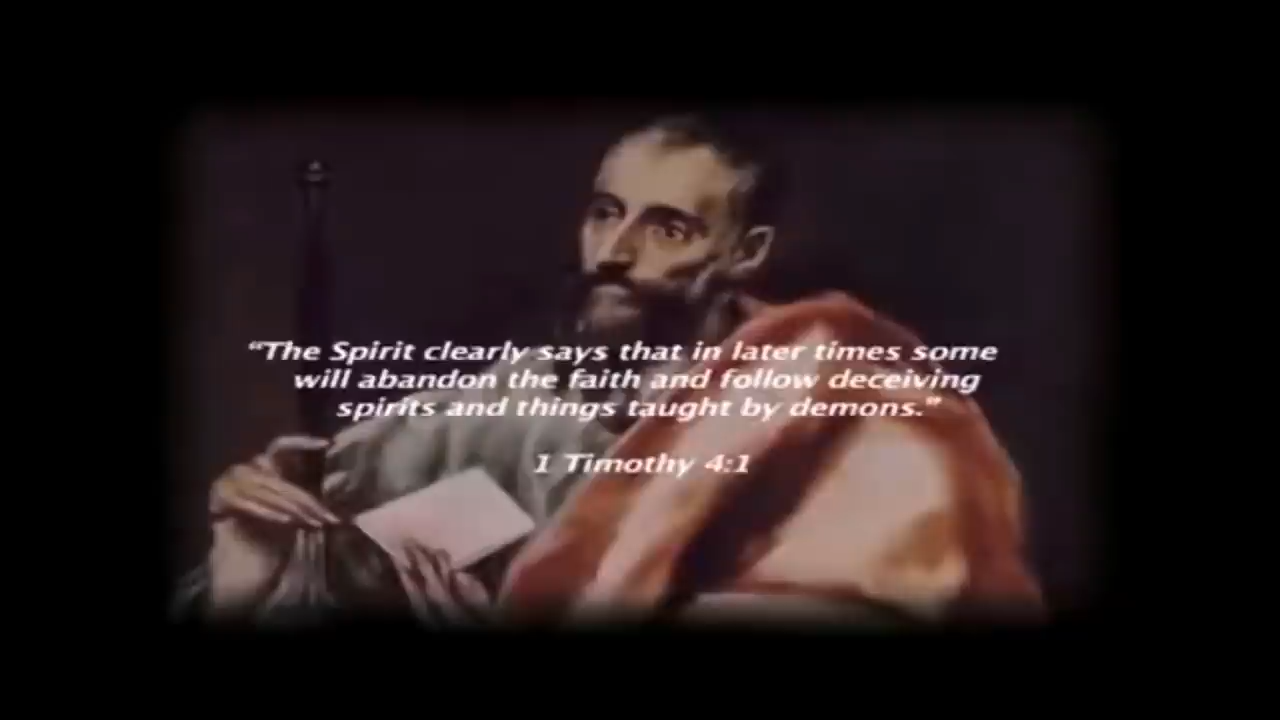 “The Spirit clearly says that in later times some
will abandon the faith and follow deceiving
spirits and things taught by demons.”
1 Timothy 4:1